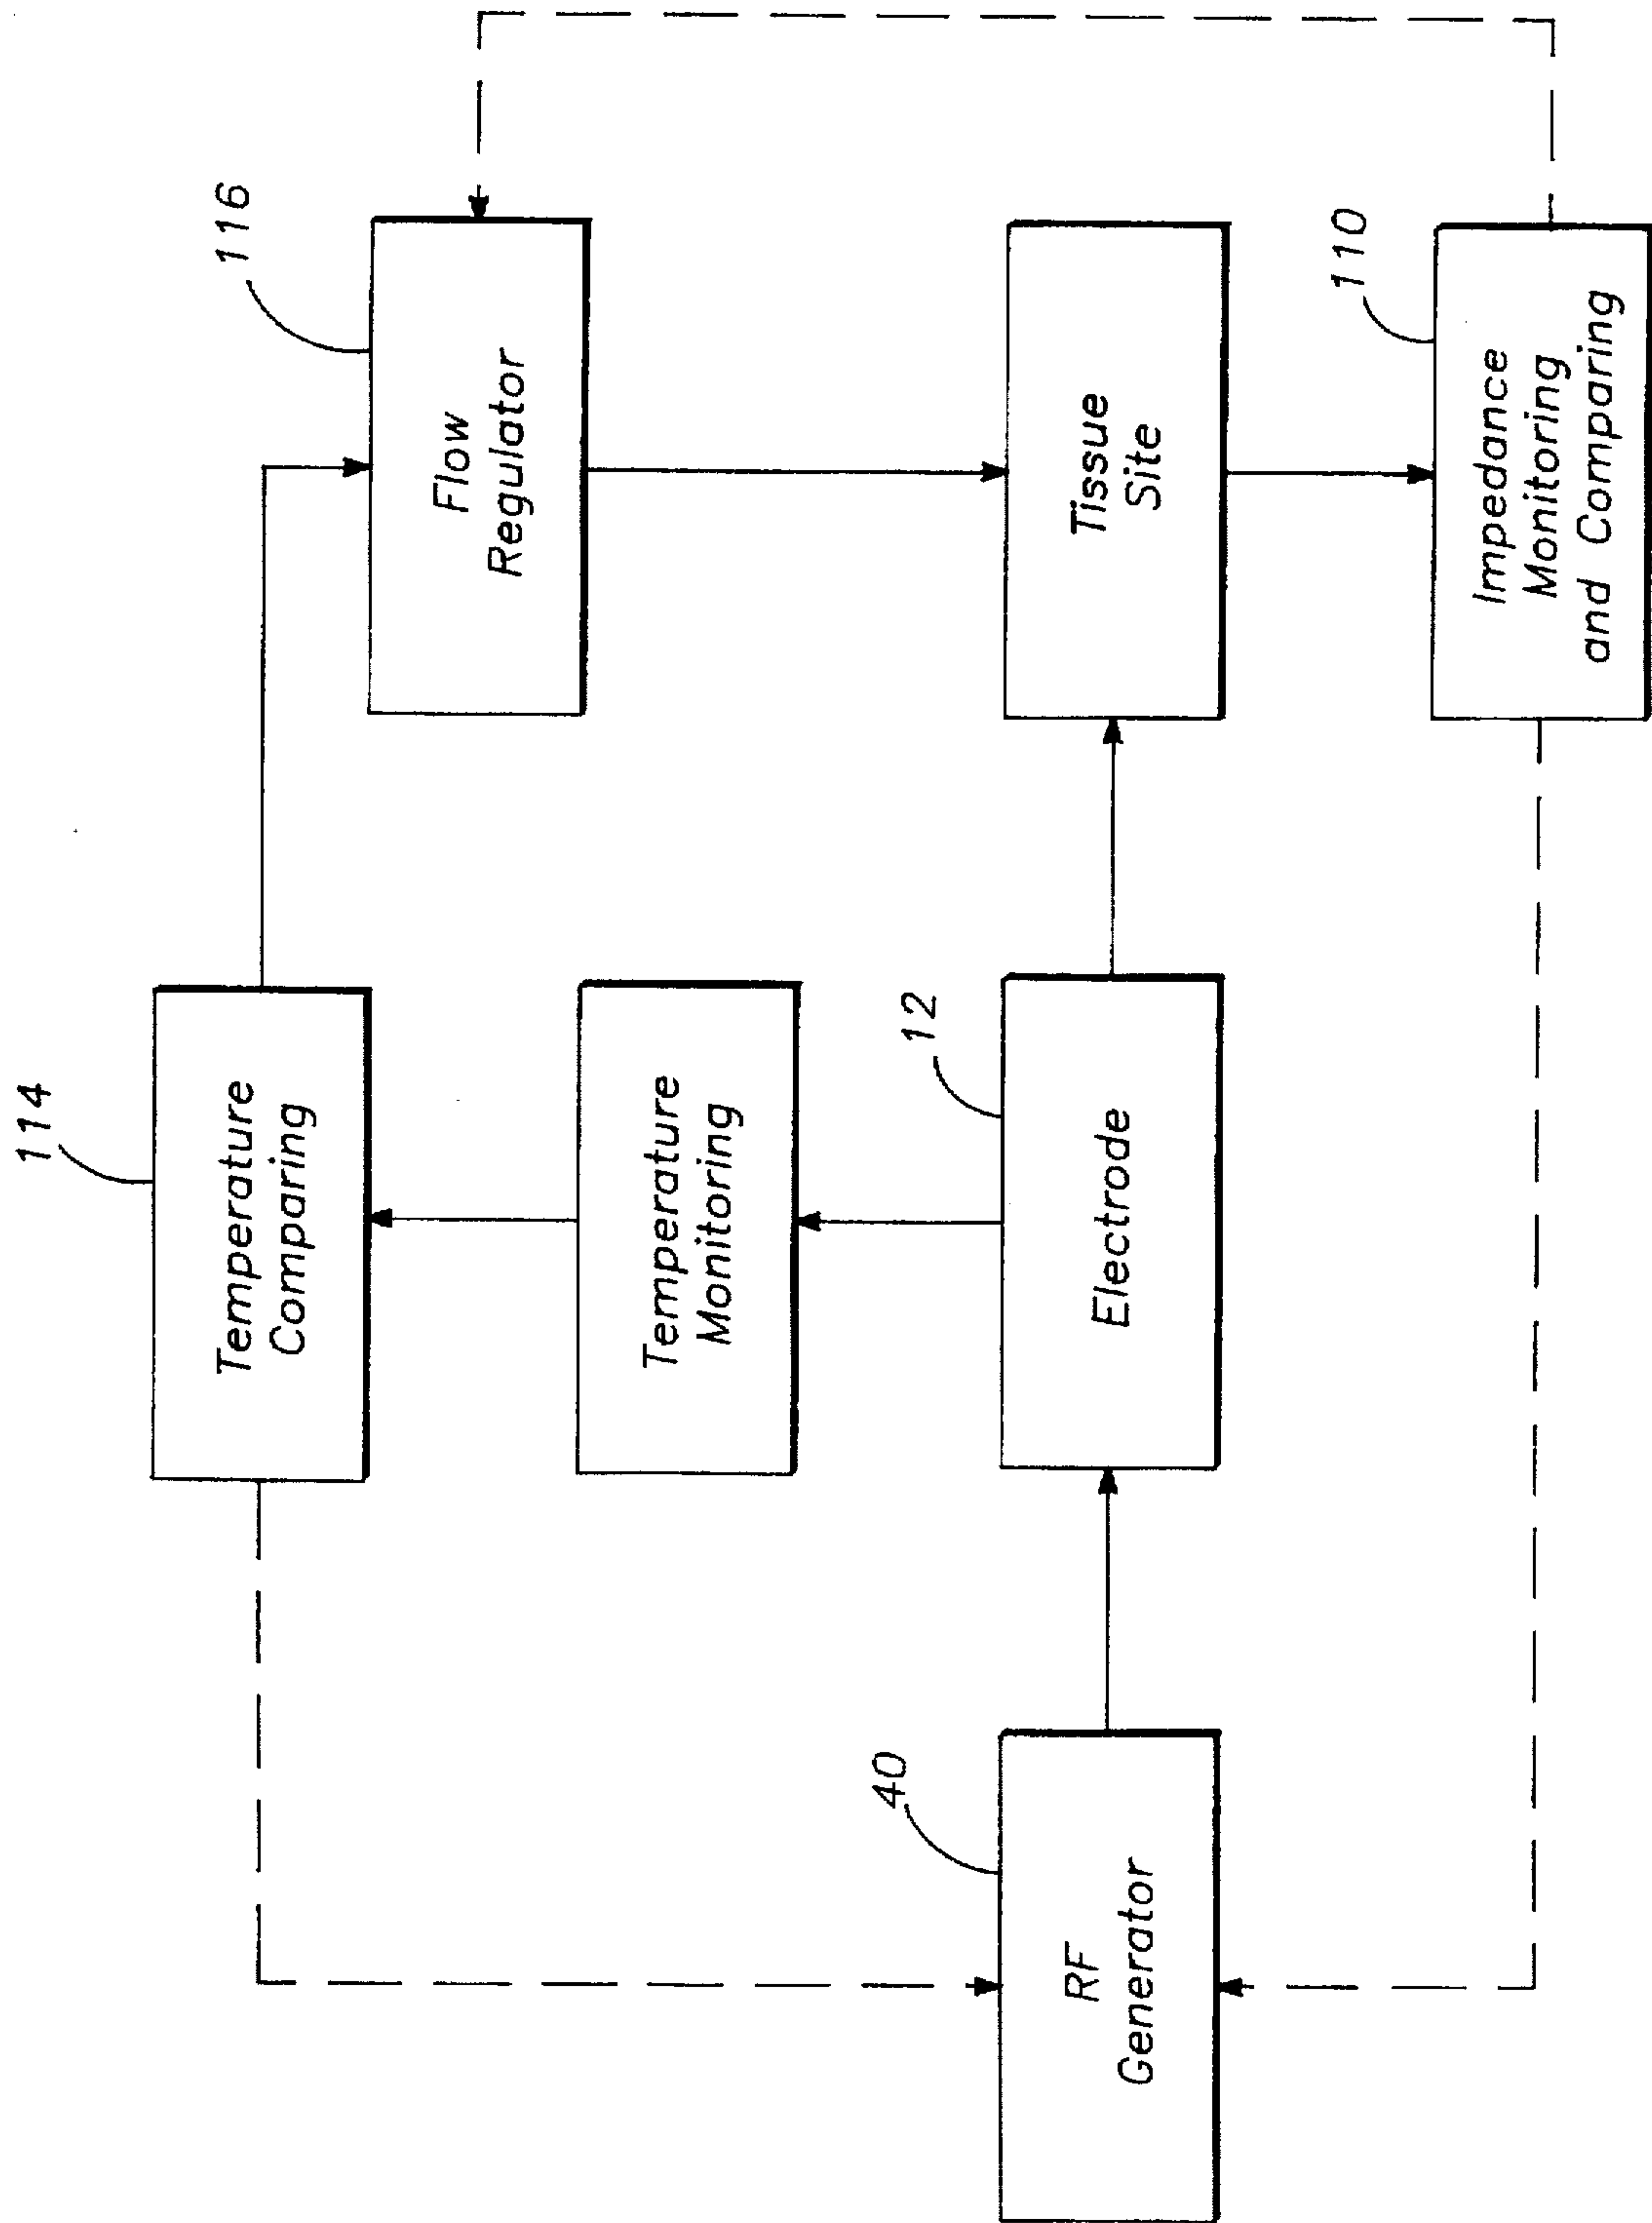 114
Temperature
Comparing
116
Flow
Regulator
Temperature
Monitoring
40
RF
Generator
12
Electrode
Tissue
Site
110
Impedance
Monitoring
and Comparing